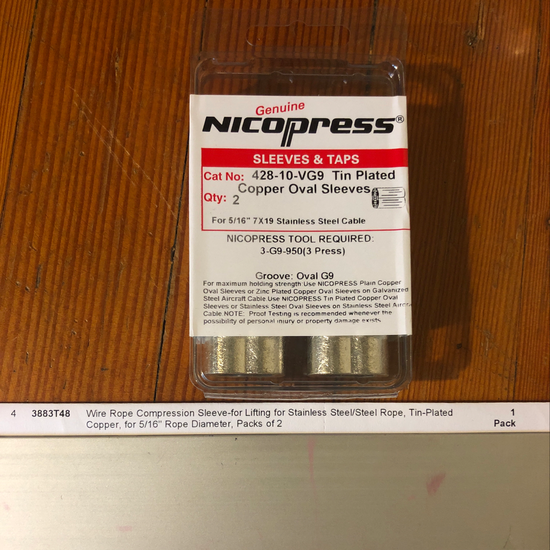 Genuine
NICOPRESS®
SLEEVES & TAPS
Cat No: 428-10-VG9 Tin Plated
Copper Oval Sleeves
Qty: 2
For 5/16" 7X19 Stainless Steel Cable
NICOPRESS TOOL REQUIRED:
3-G9-950(3 Press)
Groove: Oval G9
For maximum holding strength Use NICOPRESS Plain Copper
Oval Sleeves or Zinc Plated Copper Oval Sleeves on Galvanized
Steel Aircraft Cable Use NICOPRESS Tin Plated Copper Oval
Sleeves or Stainless Steel Oval Sleeves on Stainless Steel Aircraft
Cable NOTE: Proof Testing is recommended whenever the
possibility of personal injury or property damage exists
4 3883T48 Wire Rope Compression Sleeve-for Lifting for Stainless Steel/Steel Rope, Tin-Plated 1
Copper, for 5/16" Rope Diameter, Packs of 2 Pack